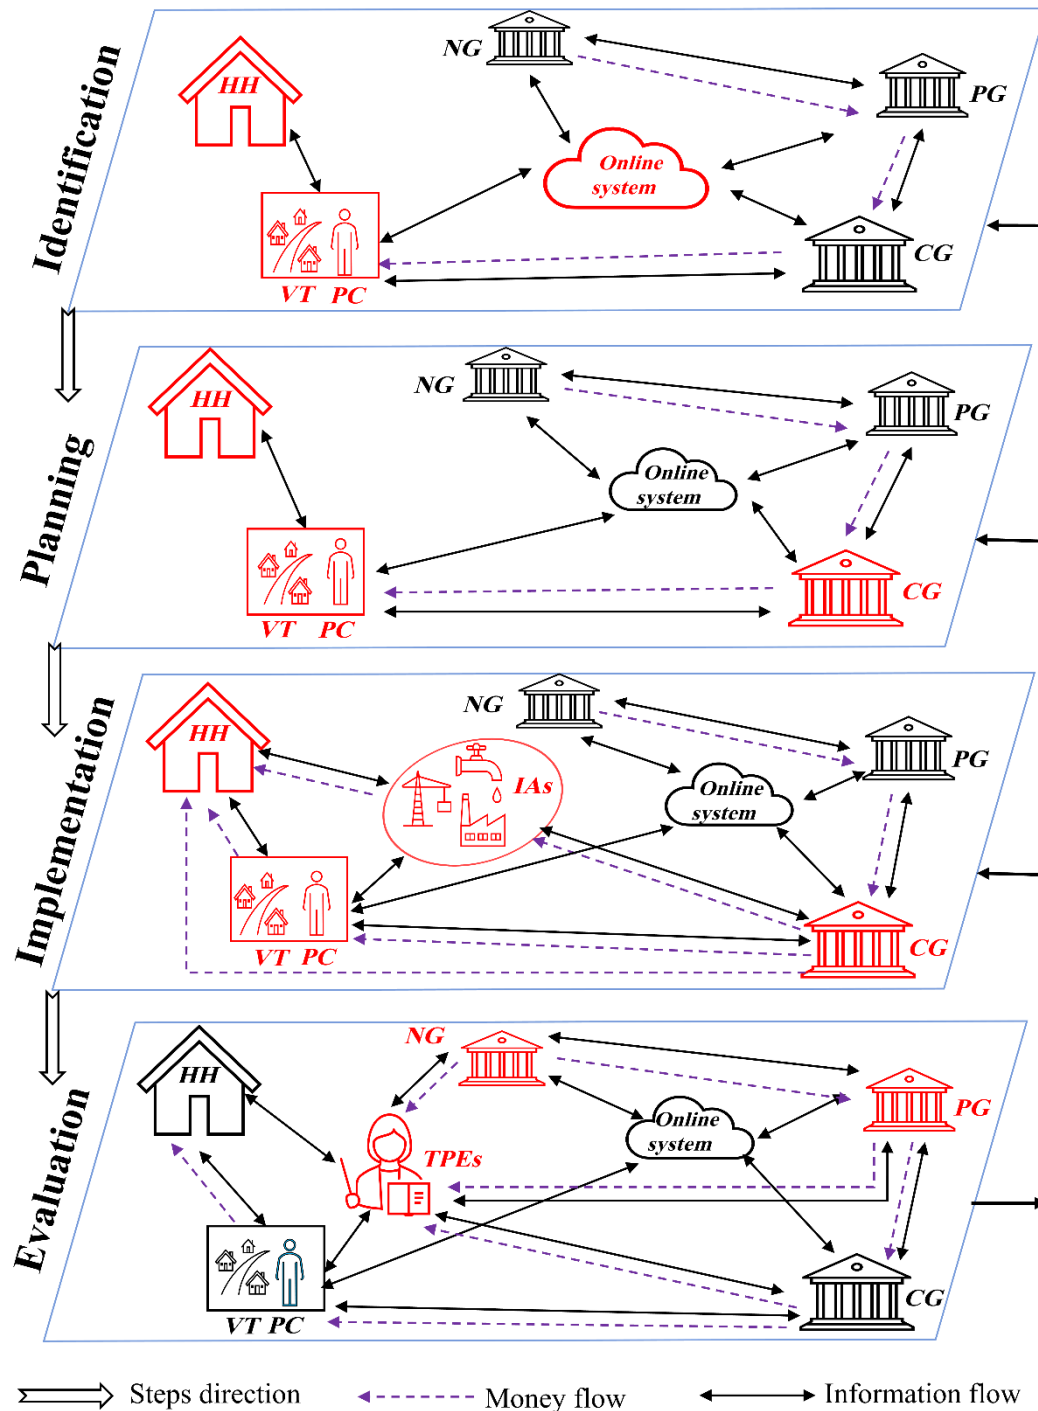 Identification
HH
NG
PG
Online
system
CG
VT PC
Planning
HH
NG
PG
Online
system
CG
VT PC
Implementation
HH
NG
PG
IAs
Online
system
CG
VT PC
Evaluation
HH
NG
PG
Online
system
TPEs
CG
VT PC
Steps direction
Money flow
Information flow